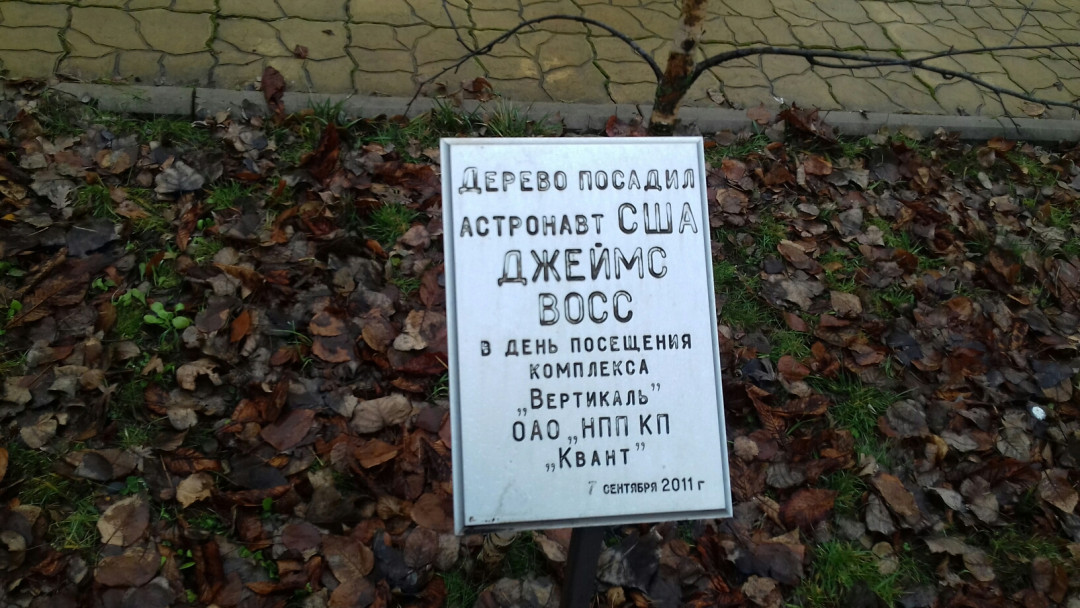 Дерево посадил
астронавт США
ДЖЕЙМС
ВОСС
в день посещения
комплекса
„Вертикаль”
ОАО „НПП КП
„Квант”
7 сентября 2011 г